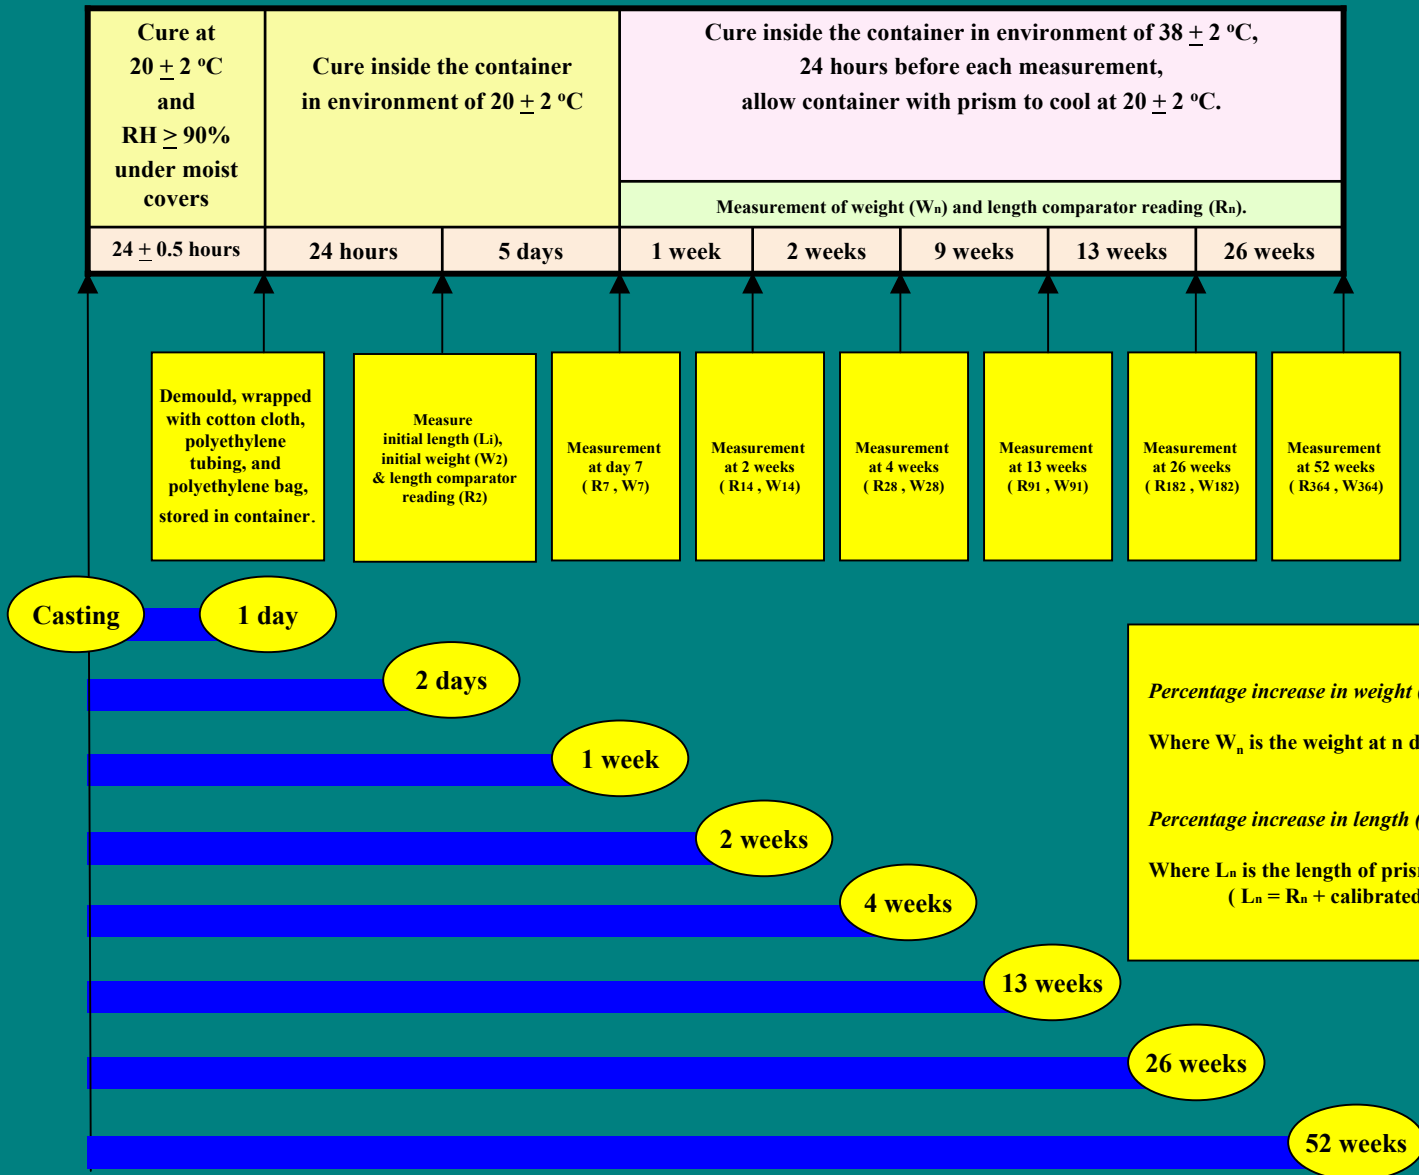 Cure at
20 ± 2 ºC
and
RH ≥ 90%
under moist
covers
Cure inside the container
in environment of 20 ± 2 ºC
Cure inside the container in environment of 38 ± 2 ºC,
24 hours before each measurement,
allow container with prism to cool at 20 ± 2 ºC.
Measurement of weight (Wn) and length comparator reading (Rn).
24 ± 0.5 hours
24 hours
5 days
1 week
2 weeks
9 weeks
13 weeks
26 weeks
Demould, wrapped
with cotton cloth,
polyethylene
tubing, and
polyethylene bag,
stored in container.
Measure
initial length (Li),
initial weight (W2)
& length comparator
reading (R2)
Measurement
at day 7
( R7 , W7)
Measurement
at 2 weeks
( R14 , W14)
Measurement
at 4 weeks
( R28 , W28)
Measurement
at 13 weeks
( R91 , W91)
Measurement
at 26 weeks
( R182 , W182)
Measurement
at 52 weeks
( R364 , W364)
Casting
1 day
2 days
1 week
2 weeks
4 weeks
13 weeks
26 weeks
52 weeks
Percentage increase in weight (
Where Wn is the weight at n d
Percentage increase in length (
Where Ln is the length of pris
( Ln = Rn + calibrated